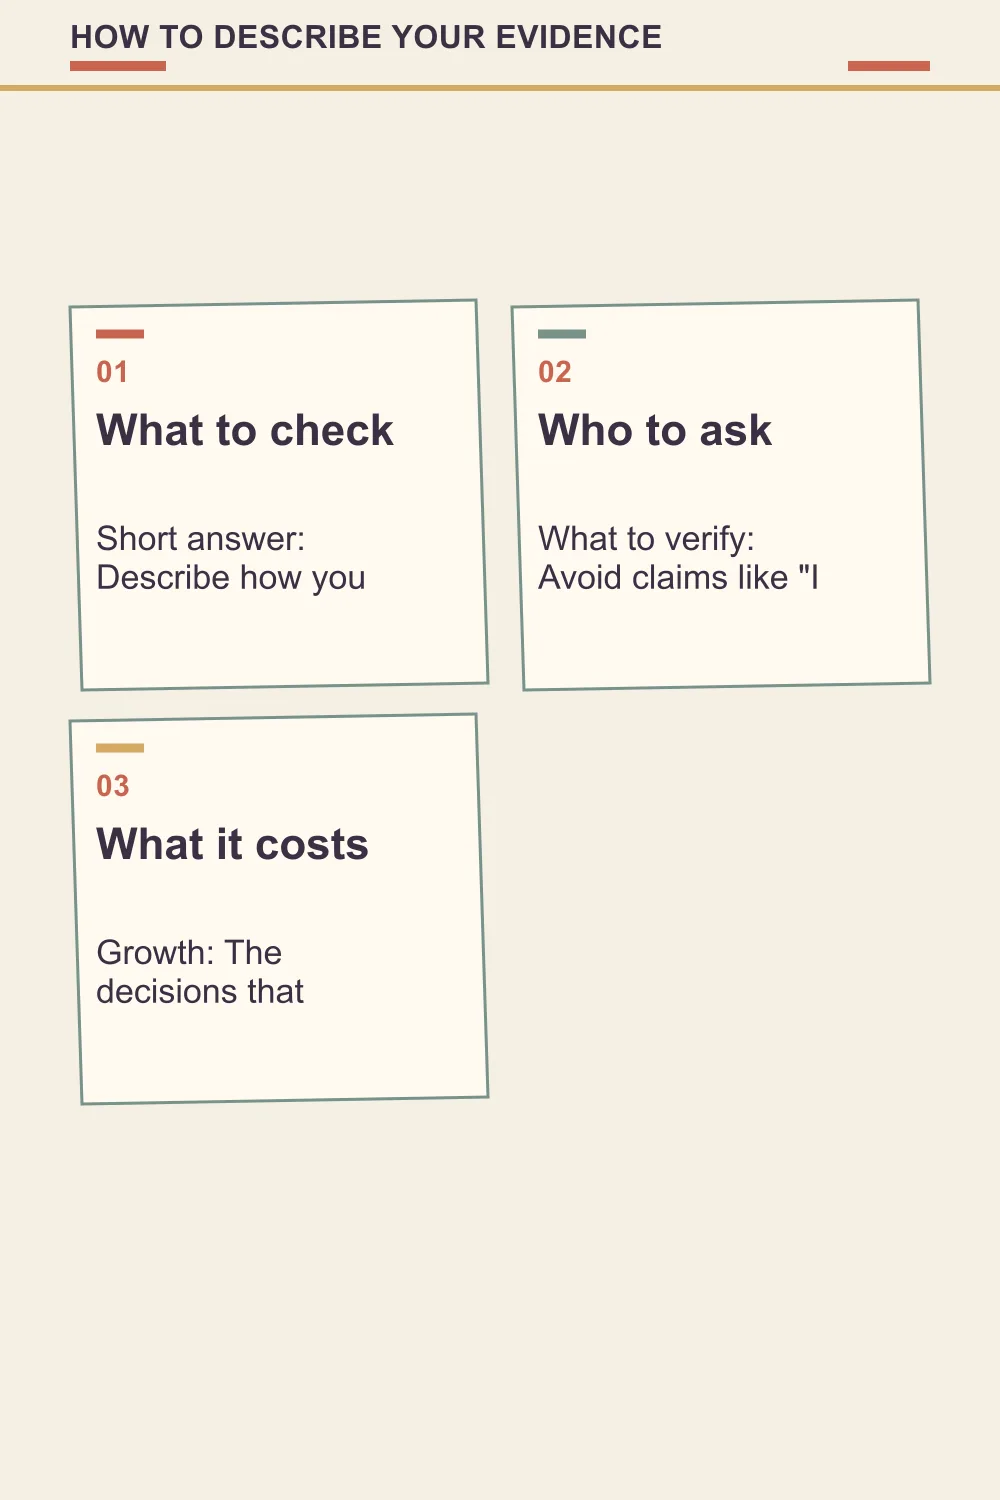 HOW TO DESCRIBE YOUR EVIDENCE
01
What to check
Short answer:
Describe how you
02
Who to ask
What to verify:
Avoid claims like "I
03
What it costs
Growth: The
decisions that